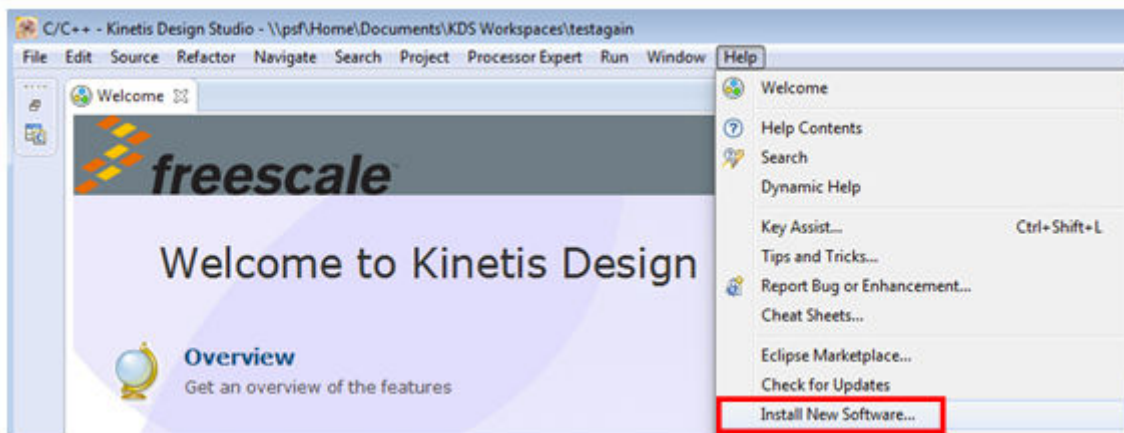 C/C++ - Kinetis Design Studio - \\psf\Home\Documents\KDS Workspaces\testagain
File Edit Source Refactor Navigate Search Project Processor Expert Run Window Help
Welcome
freescale™
Welcome to Kinetis Design
Overview
Get an overview of the features
Welcome
Help Contents
Search
Dynamic Help
Key Assist... Ctrl+Shift+L
Tips and Tricks...
Report Bug or Enhancement...
Cheat Sheets...
Eclipse Marketplace...
Check for Updates
Install New Software...